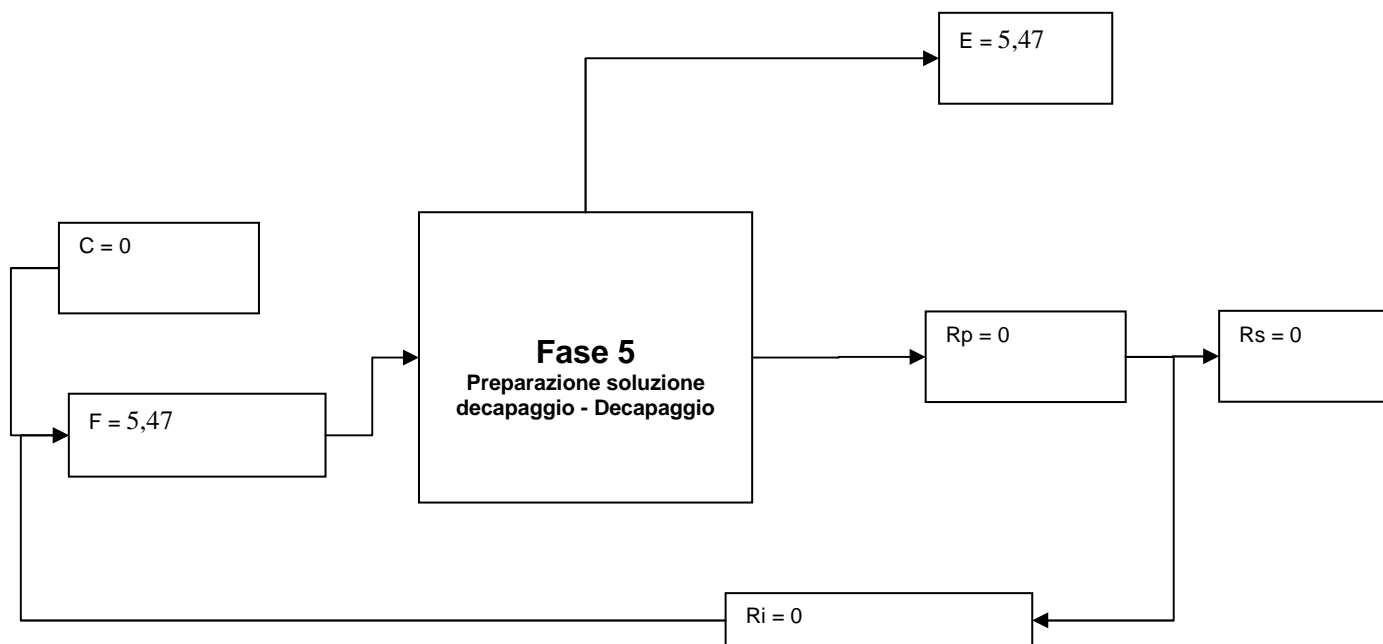 E = 5,47
C = 0
Fase 5
Preparazione soluzione
decapaggio - Decapaggio
Rp = 0
Rs = 0
F = 5,47
Ri = 0